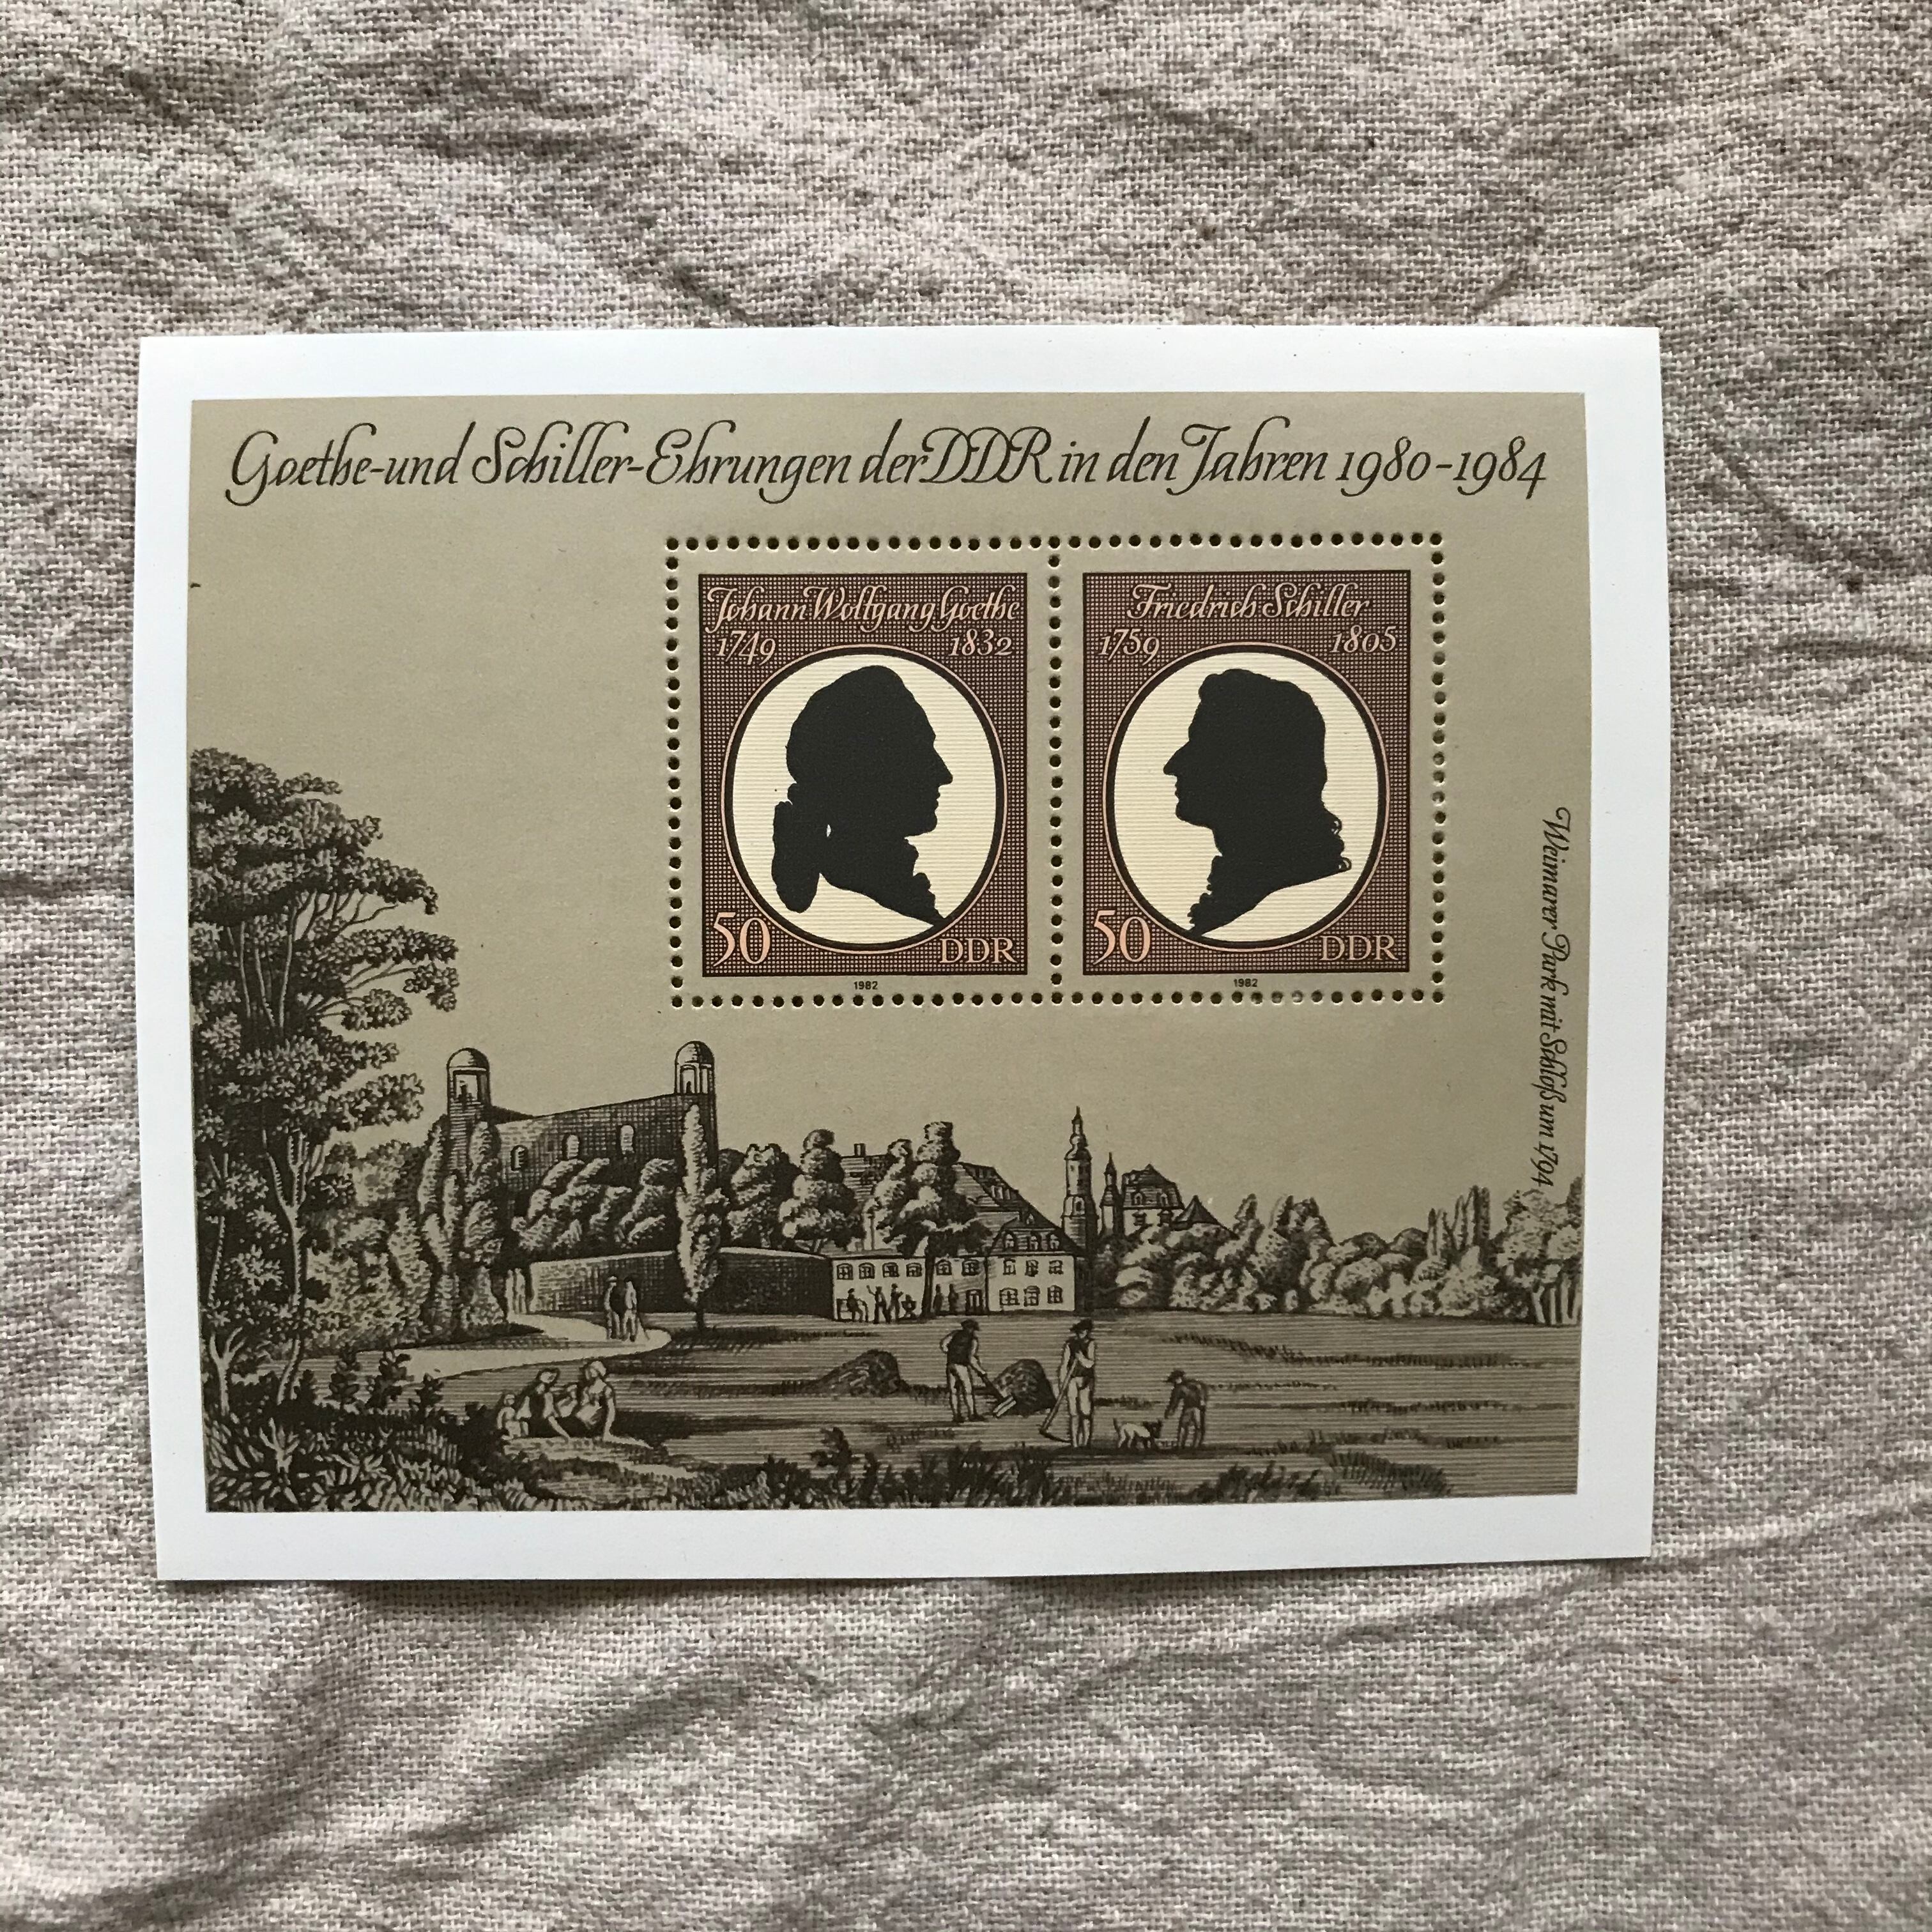 Goethe-und Schiller-Ehrungen der DDR in den Jahren 1980-1984
Johann Wolfgang Goethe
1749 1832
50 DDR
1982
Friedrich Schiller
1759 1805
50 DDR
1982
Weimarer Park mit Schloß um 1794